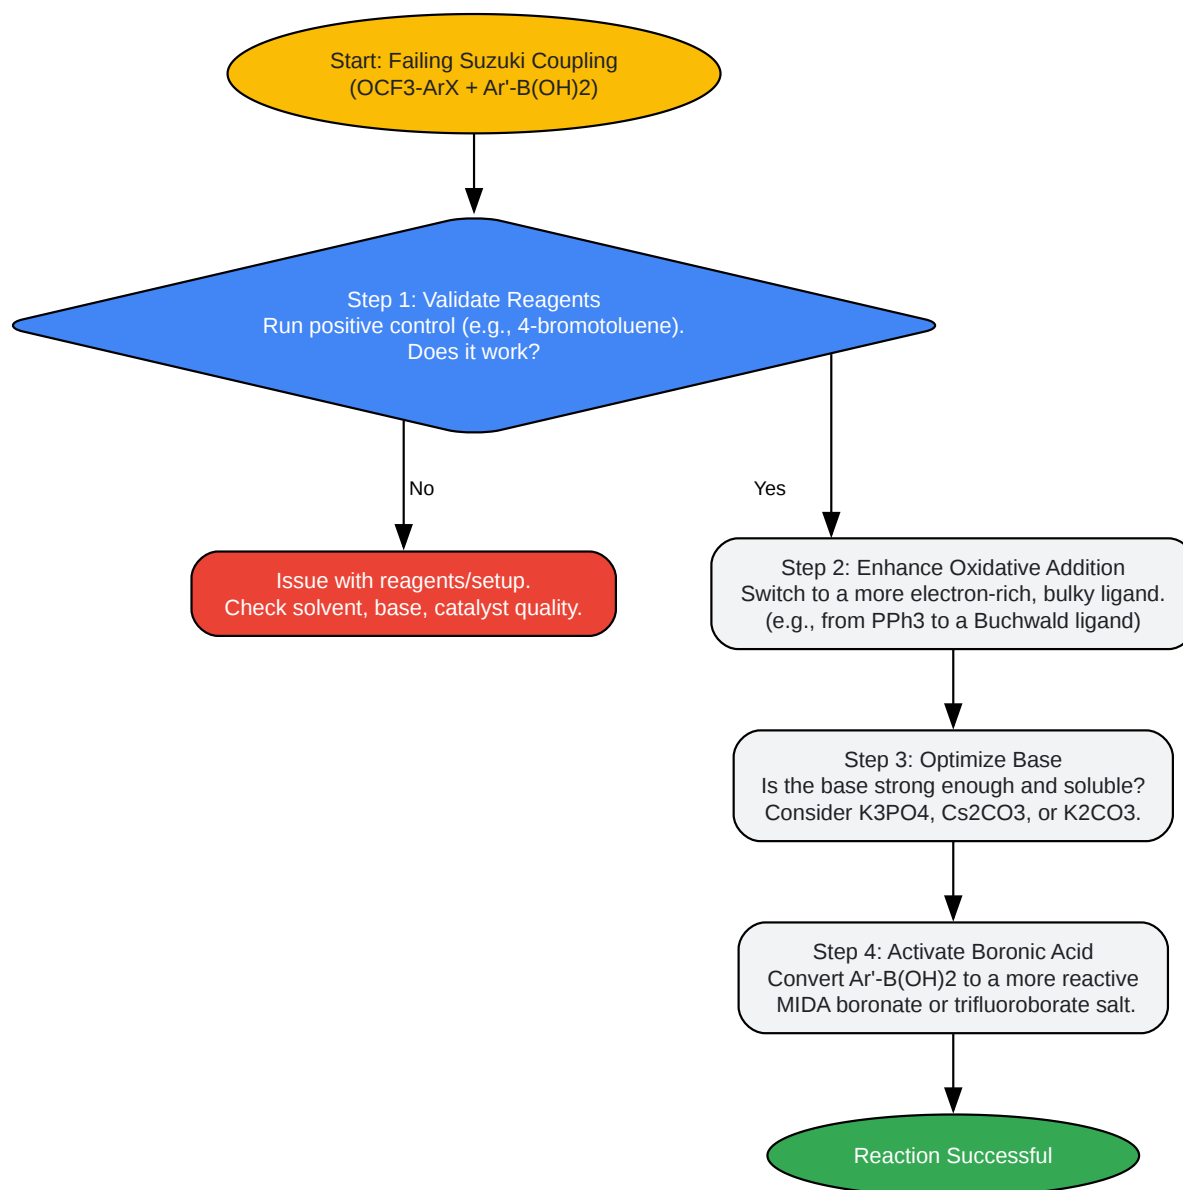 Start: Failing Suzuki Coupling
(OCF3-ArX + Ar'-B(OH)2)
Step 1: Validate Reagents
Run positive control (e.g., 4-bromotoluene).
Does it work?
No
Yes
Issue with reagents/setup.
Check solvent, base, catalyst quality.
Step 2: Enhance Oxidative Addition
Switch to a more electron-rich, bulky ligand.
(e.g., from PPh3 to a Buchwald ligand)
Step 3: Optimize Base
Is the base strong enough and soluble?
Consider K3PO4, Cs2CO3, or K2CO3.
Step 4: Activate Boronic Acid
Convert Ar'-B(OH)2 to a more reactive
MIDA boronate or trifluoroborate salt.
Reaction Successful